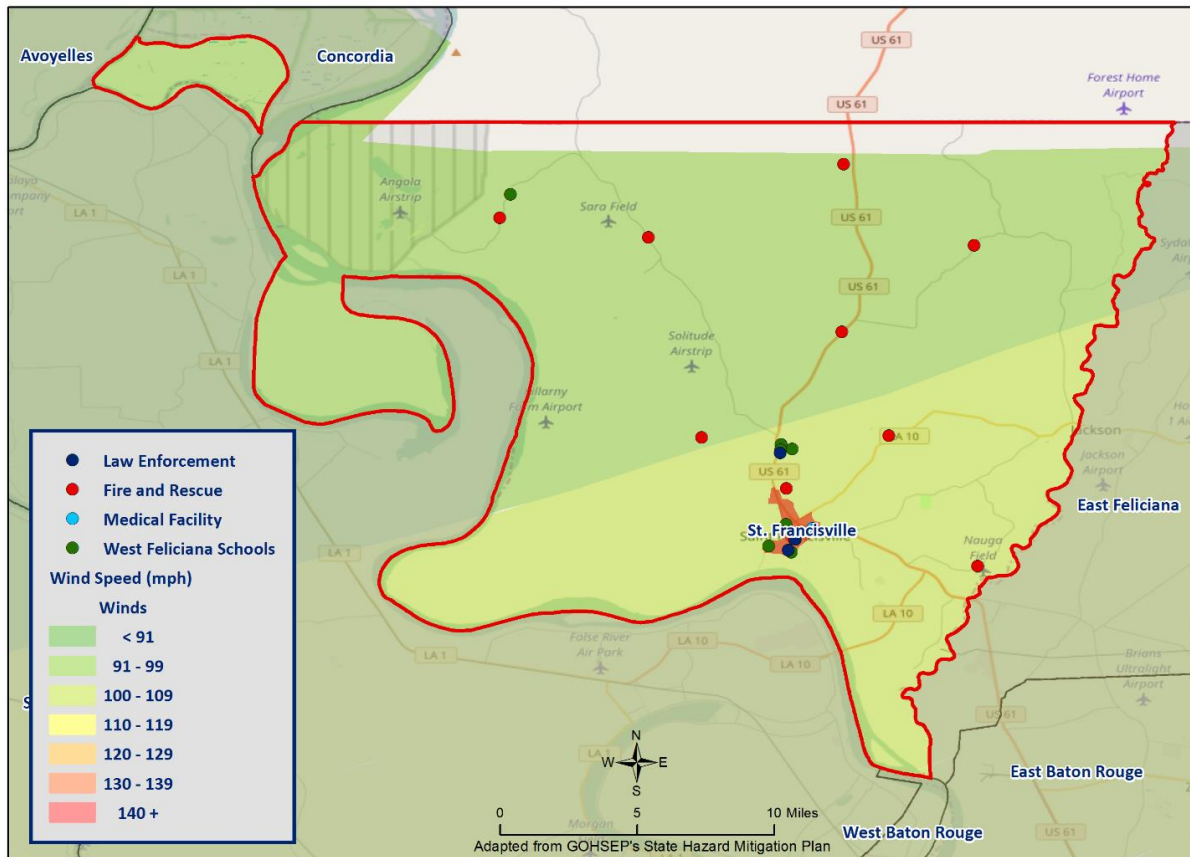 Avoyelles
Concordia
US 61
Forest Home
Airport
US 61
LA 1
Angola
Airstrip
Sara Field
US 61
US 61
LA 1
Solitude
Airstrip
Farm Airport
LA 10
Jackson
Jackson
Airport
US 61
East Feliciana
St. Francisville
Nauga
Field
LA 10
False River
Air Park
LA 10
LA 10
LA 1
Brians
Ultralight
Airport
US 61
LA 1
East Baton Rouge
West Baton Rouge
Law Enforcement
Fire and Rescue
Medical Facility
West Feliciana Schools
Wind Speed (mph)
Winds
< 91
91 - 99
100 - 109
110 - 119
120 - 129
130 - 139
140 +
N
W E
S
0 5 10 Miles
Adapted from GOHSEP's State Hazard Mitigation Plan